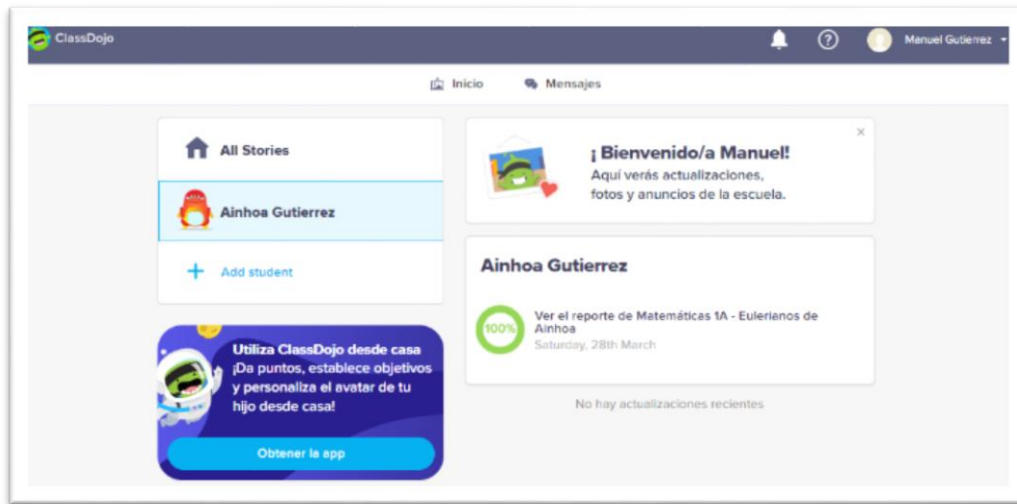 ClassDojo
Manuel Gutierrez
Inicio
Mensajes
All Stories
Ainhoa Gutierrez
Add student
Utiliza ClassDojo desde casa
¡Da puntos, establece objetivos
y personaliza el avatar de tu
hijo desde casa!
Obtener la app
¡ Bienvenido/a Manuel!
Aquí verás actualizaciones,
fotos y anuncios de la escuela.
Ainhoa Gutierrez
100%
Ver el reporte de Matemáticas 1A - Eulerianos de
Ainhoa
Saturday, 28th March
No hay actualizaciones recientes